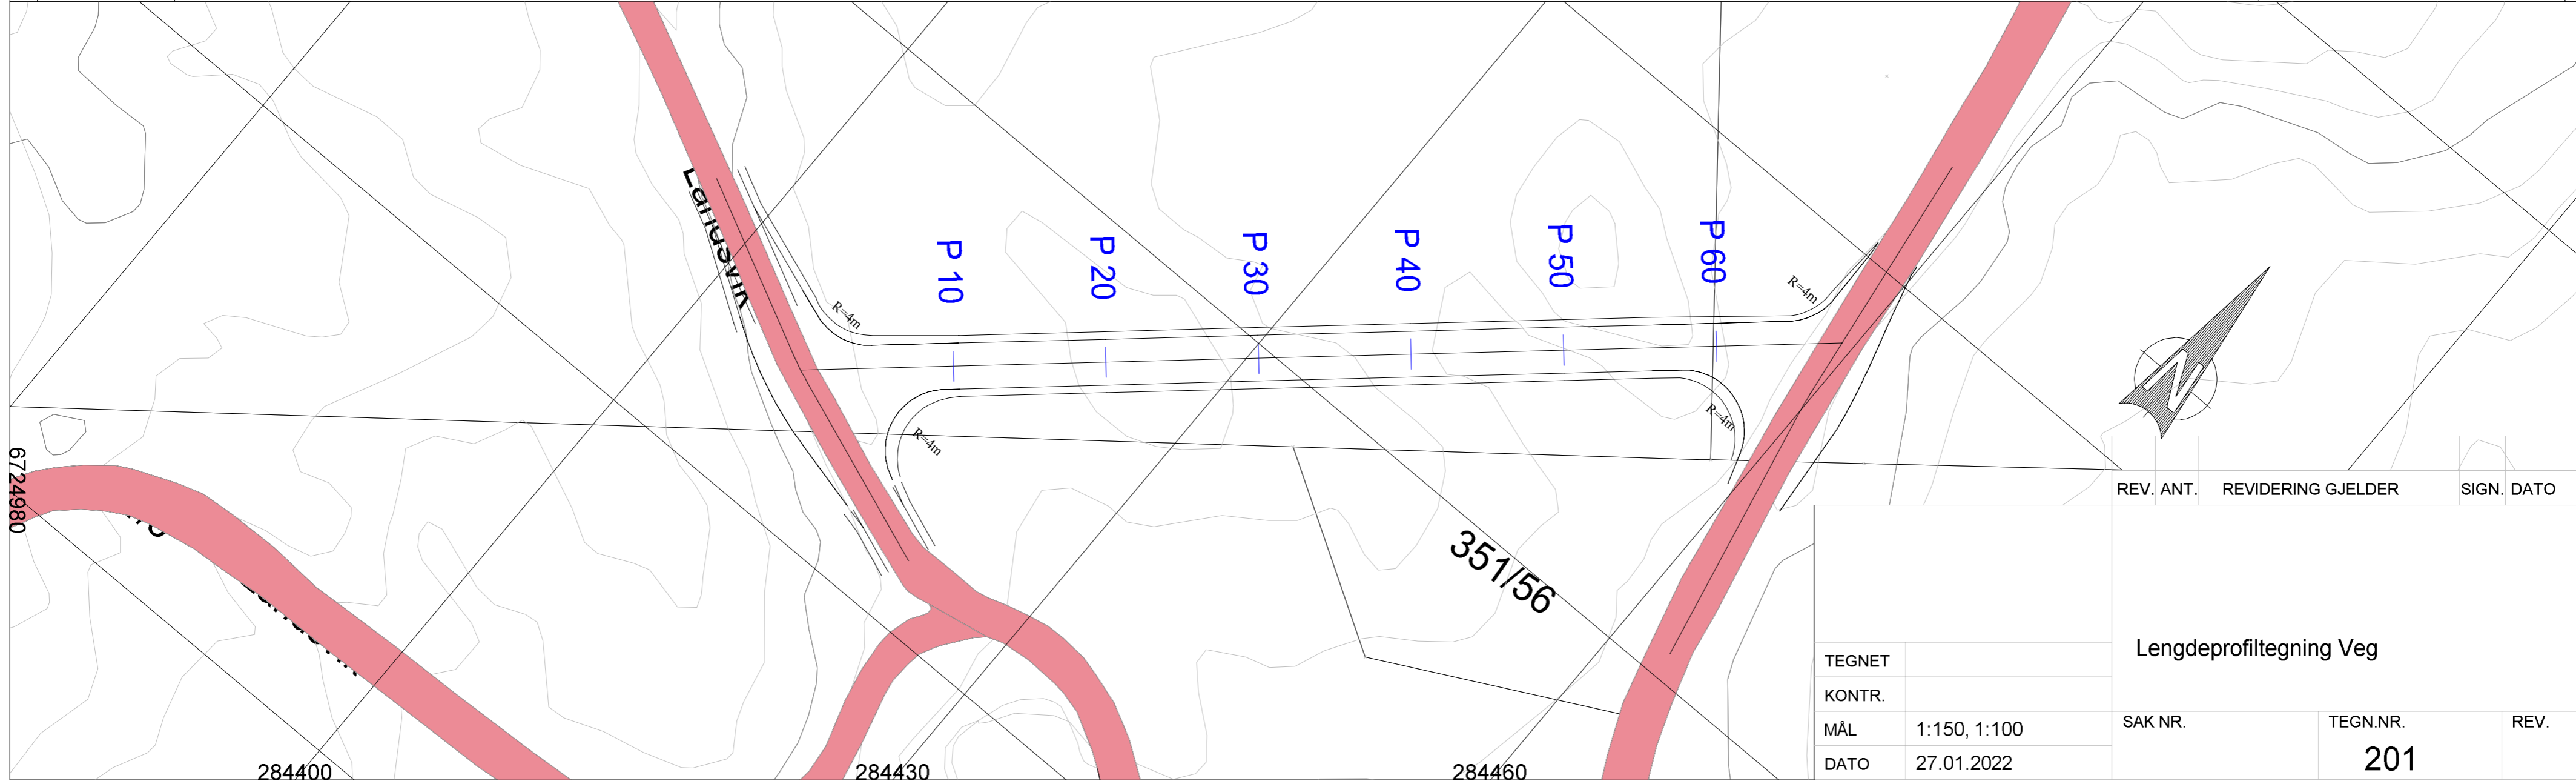 Landsvik
P 10
P 20
P 30
P 40
P 50
P 60
R=4m
R=4m
R=4m
R=4m
N
6724980
351/56
284400
284430
284460
REV. ANT. REVIDERING GJELDER SIGN. DATO
Lengdeprofiltegning Veg
TEGNET
KONTR.
MÅL 1:150, 1:100
DATO 27.01.2022
SAK NR. TEGN.NR. REV.
201